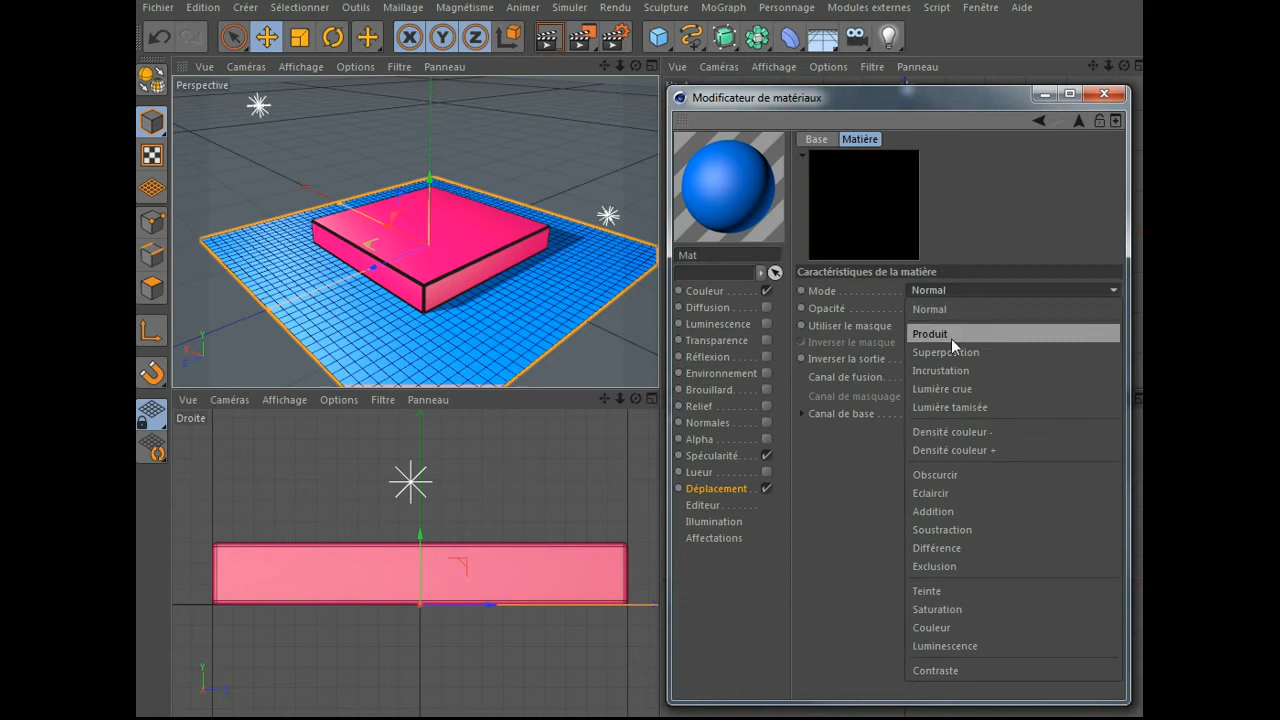 Fichier Edition Créer Sélectionner Outils Maillage Magnétisme Animer Simuler Rendu Sculpture MoGraph Personnage Modules externes Script Fenêtre Aide
X Y Z
Vue Caméras Affichage Options Filtre Panneau
Perspective
Y
X
Z
Vue Caméras Affichage Options Filtre Panneau
Droite
Y
X Z
Vue Caméras Affichage Options Filtre Panneau
Modificateur de matériaux
Base Matière
Mat
Couleur
Diffusion
Luminescence
Transparence
Réflexion
Environnement
Brouillard
Relief
Normales
Alpha
Spécularité
Lueur
Déplacement
Editeur
Illumination
Affectations
Caractéristiques de la matière
Mode Normal
Opacité
Utiliser le masque
Inverser le masque
Inverser la sortie
Canal de fusion
Canal de masquage
Canal de base
Normal
Produit
Superposition
Incrustation
Lumière crue
Lumière tamisée
Densité couleur -
Densité couleur +
Obscurcir
Eclaircir
Addition
Soustraction
Différence
Exclusion
Teinte
Saturation
Couleur
Luminescence
Contraste